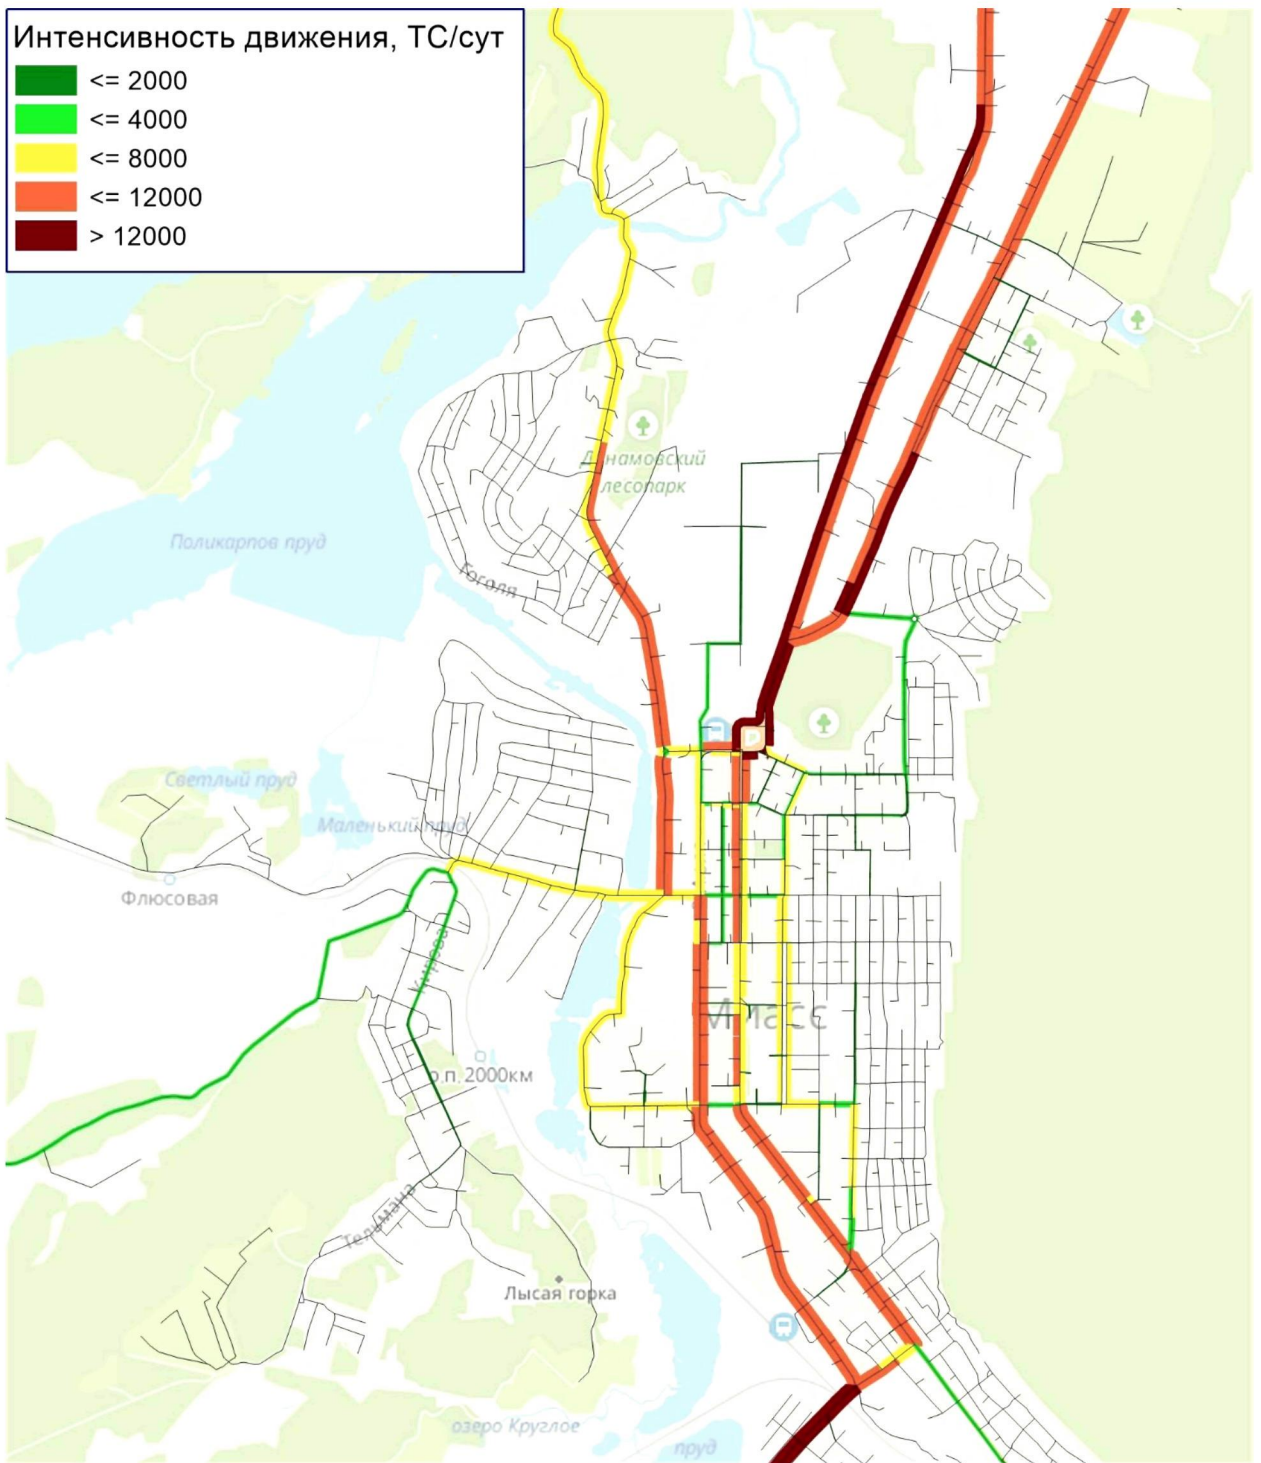 Интенсивность движения, ТС/сут
<= 2000
<= 4000
<= 8000
<= 12000
> 12000
Динамовский
лесопарк
Поликарпов пруд
Гоголя
Светлый пруд
Маленький пруд
Флюсовая
Кирова
Миасс
о.п. 2000км
Тельмана
Лысая горка
озеро Круглое
пруд